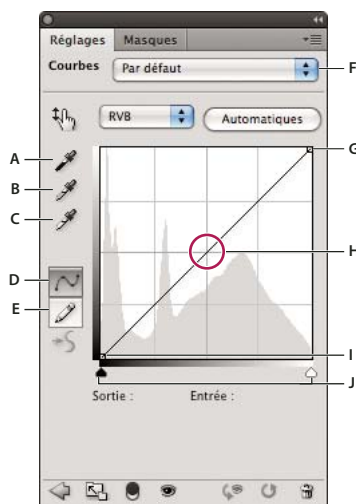 Réglages Masques
Courbes Par défaut F
RVB Automatiques
A
G
B
C
H
D
E
I
J
Sortie : Entrée :